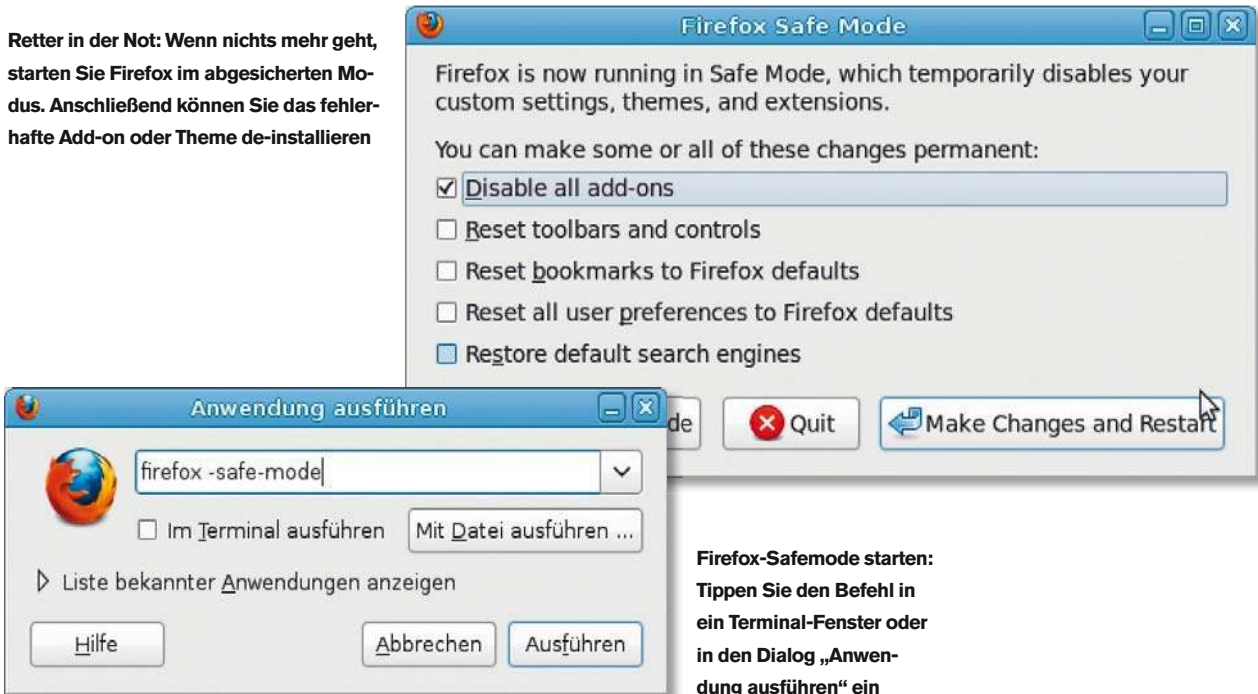 Retter in der Not: Wenn nichts mehr geht,
starten Sie Firefox im abgesicherten Mo-
dus. Anschließend können Sie das fehler-
hafte Add-on oder Theme de-installieren
Firefox Safe Mode
Firefox is now running in Safe Mode, which temporarily disables your
custom settings, themes, and extensions.
You can make some or all of these changes permanent:
Disable all add-ons
Reset toolbars and controls
Reset bookmarks to Firefox defaults
Reset all user preferences to Firefox defaults
Restore default search engines
de Quit Make Changes and Restart
Anwendung ausführen
firefox -safe-mode
Im Terminal ausführen Mit Datei ausführen ...
Liste bekannter Anwendungen anzeigen
Hilfe Abbrechen Ausführen
Firefox-Safemode starten:
Tippen Sie den Befehl in
ein Terminal-Fenster oder
in den Dialog „Anwen-
dung ausführen“ ein